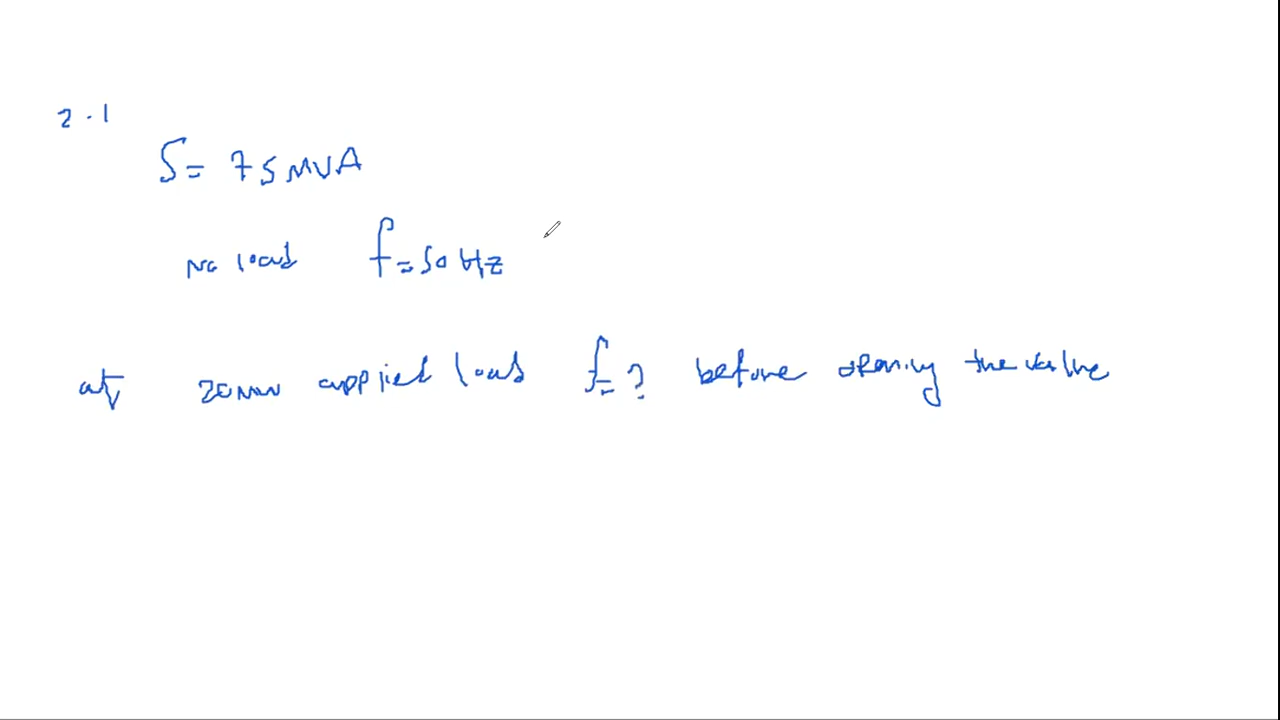 2.1
S = 75 MVA
No load f = 50 Hz
at 20MW applied load f = ? before opening the valve